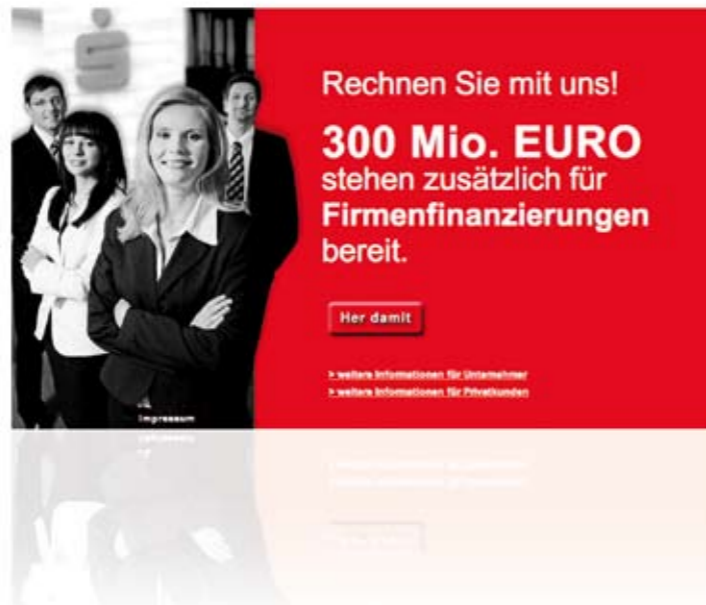 Rechnen Sie mit uns!
300 Mio. EURO
stehen zusätzlich für
Firmenfinanzierungen
bereit.
Her damit
> weitere Informationen für Unternehmer
> weitere Informationen für Privatkunden
Impressum